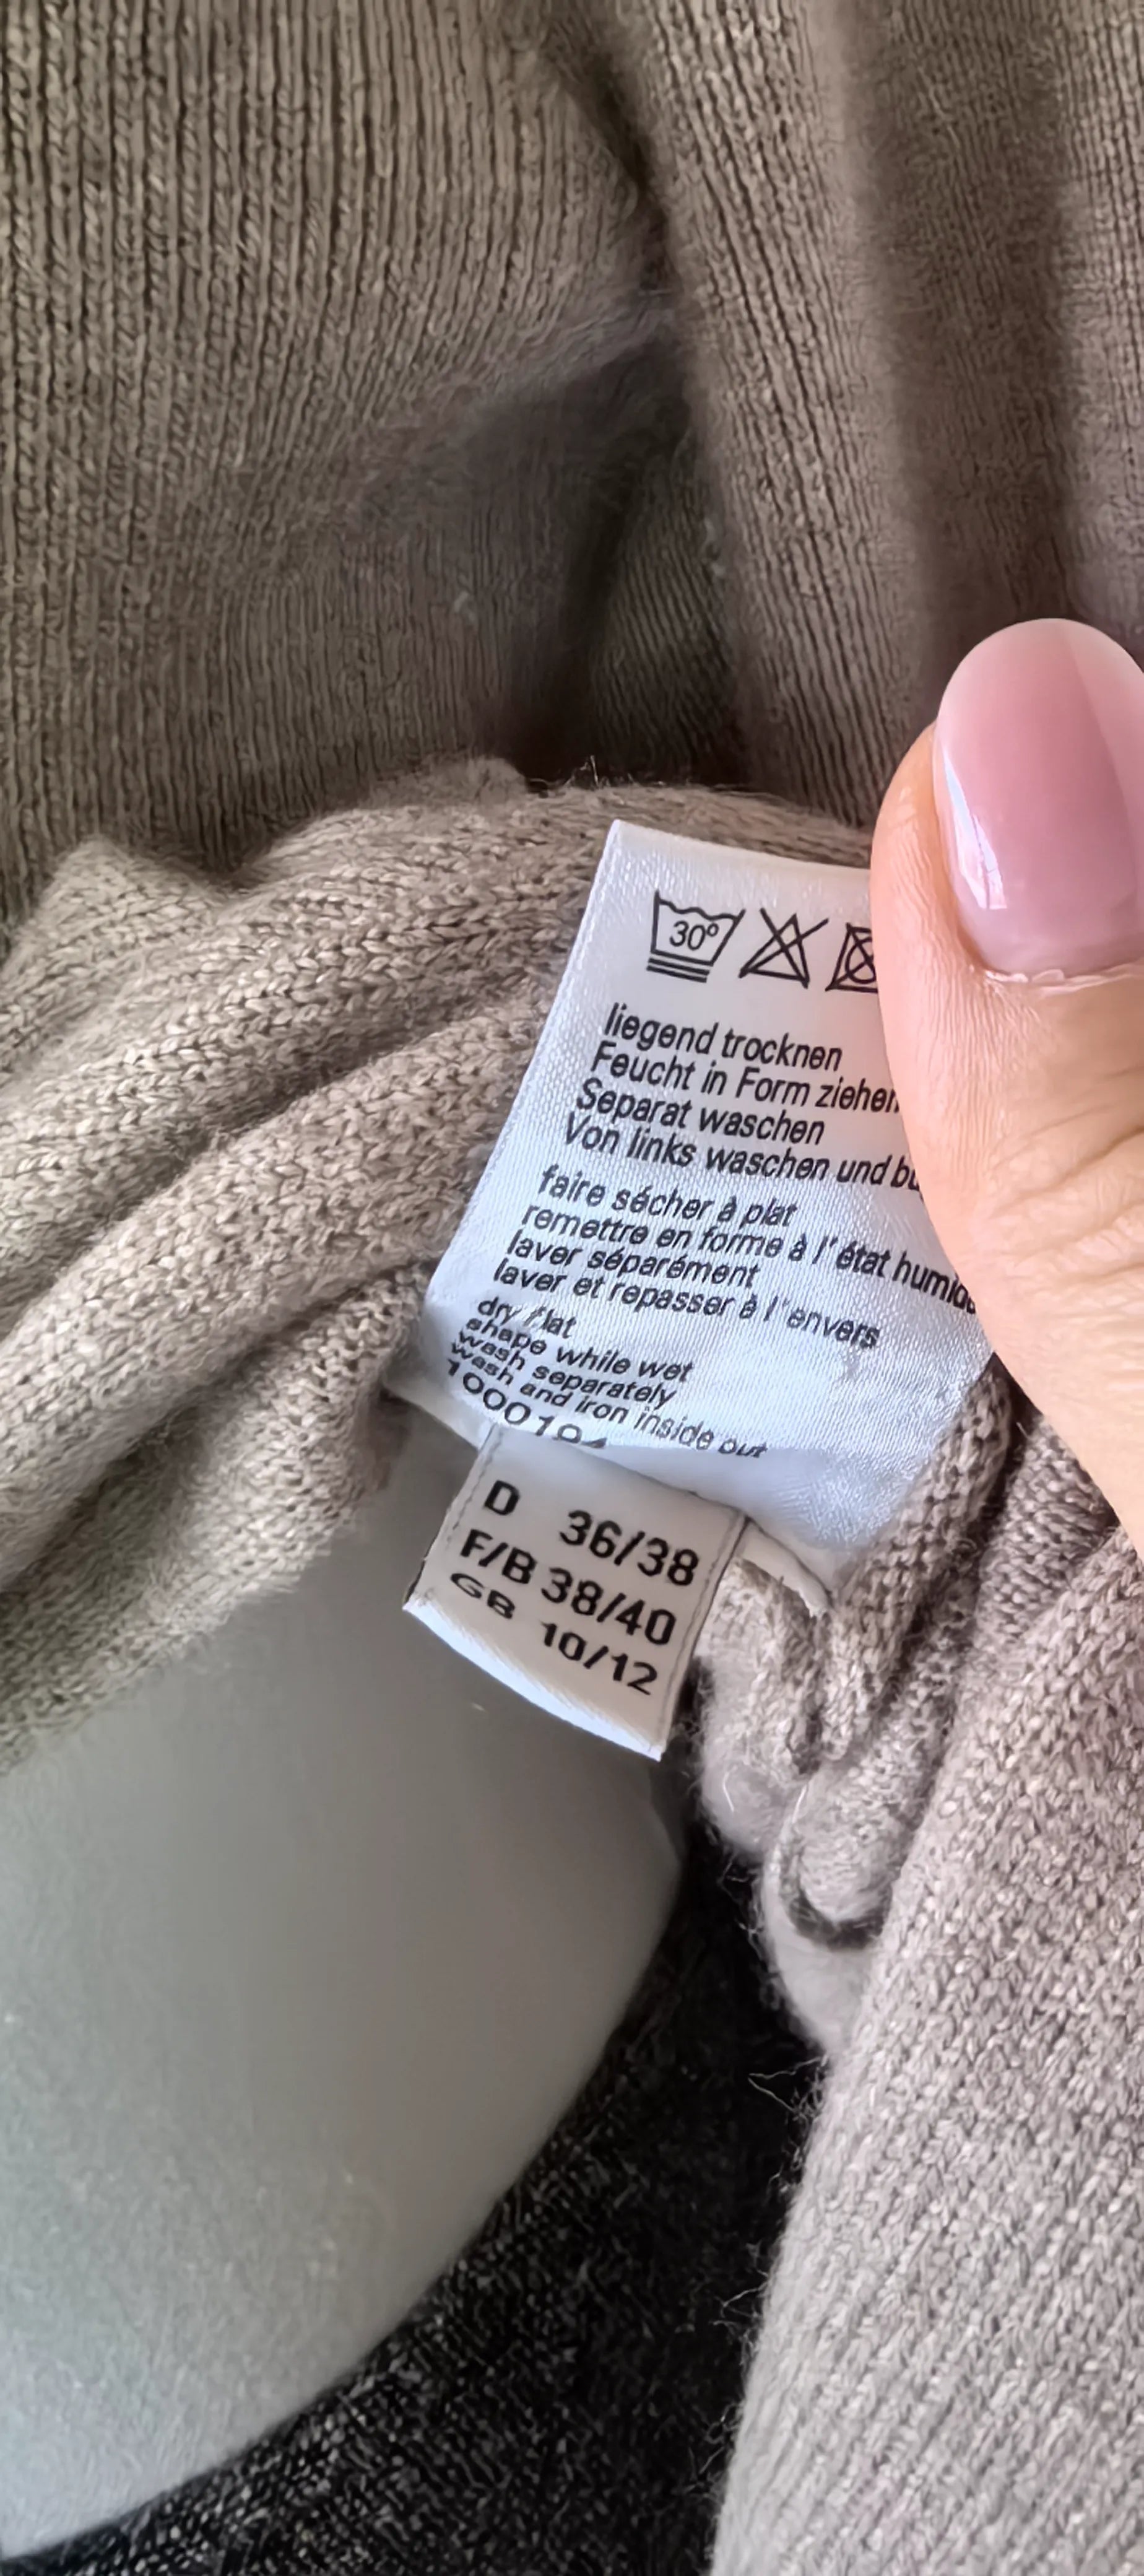 30°
liegend trocknen
Feucht in Form ziehen
Separat waschen
Von links waschen und
faire sécher à plat
remettre en forme à l'état humide
laver séparément
laver et repasser à l'envers
dry flat
shape while wet
wash separately
wash and iron inside out
D 36/38
F/B 38/40
GB 10/12